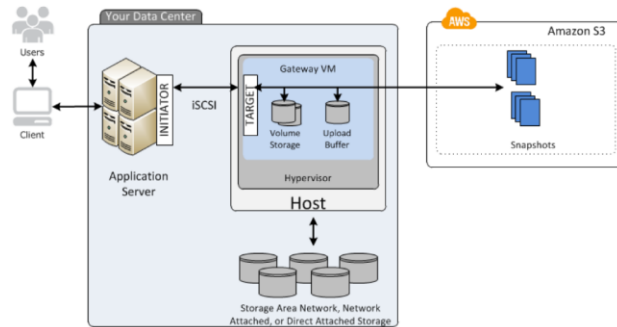 Your Data Center
AWS
Users
Amazon S3
Gateway VM
INITIATOR
iSCSI
TARGET
Client
Volume
Storage
Upload
Buffer
Snapshots
Application
Server
Hypervisor
Host
Storage Area Network, Network
Attached, or Direct Attached Storage